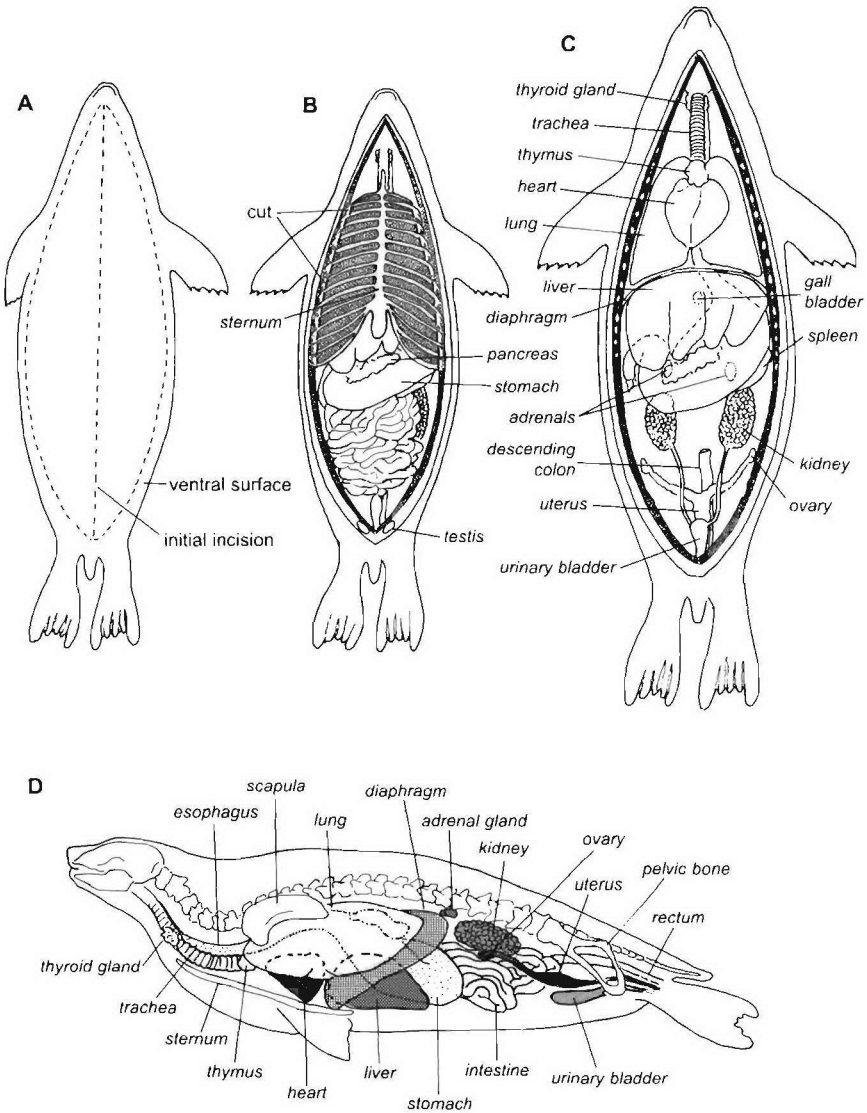 A
ventral surface
initial incision
B
cut
sternum
pancreas
stomach
testis
C
thyroid gland
trachea
thymus
heart
lung
liver
diaphragm
gall
bladder
spleen
adrenals
descending
colon
kidney
ovary
uterus
urinary bladder
D
scapula
esophagus
lung
diaphragm
adrenal gland
kidney
ovary
pelvic bone
uterus
rectum
thyroid gland
trachea
sternum
thymus
heart
liver
stomach
intestine
urinary bladder